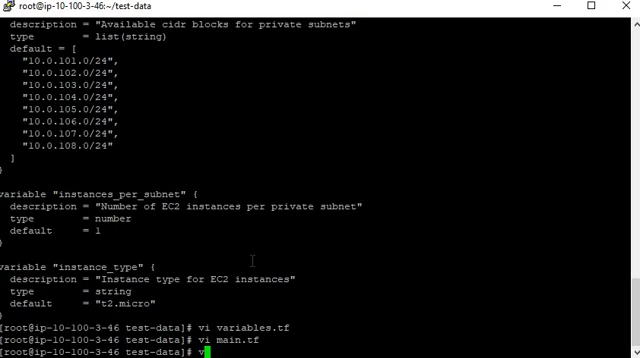 root@ip-10-100-3-46:~/test-data
description = "Available cidr blocks for private subnets"
type = list(string)
default = [
"10.0.101.0/24",
"10.0.102.0/24",
"10.0.103.0/24",
"10.0.104.0/24",
"10.0.105.0/24",
"10.0.106.0/24",
"10.0.107.0/24",
"10.0.108.0/24"
]
}
variable "instances_per_subnet" {
description = "Number of EC2 instances per private subnet"
type = number
default = 1
}
variable "instance_type" {
description = "Instance type for EC2 instances"
type = string
default = "t2.micro"
}
[root@ip-10-100-3-46 test-data]# vi variables.tf
[root@ip-10-100-3-46 test-data]# vi main.tf
[root@ip-10-100-3-46 test-data]# v